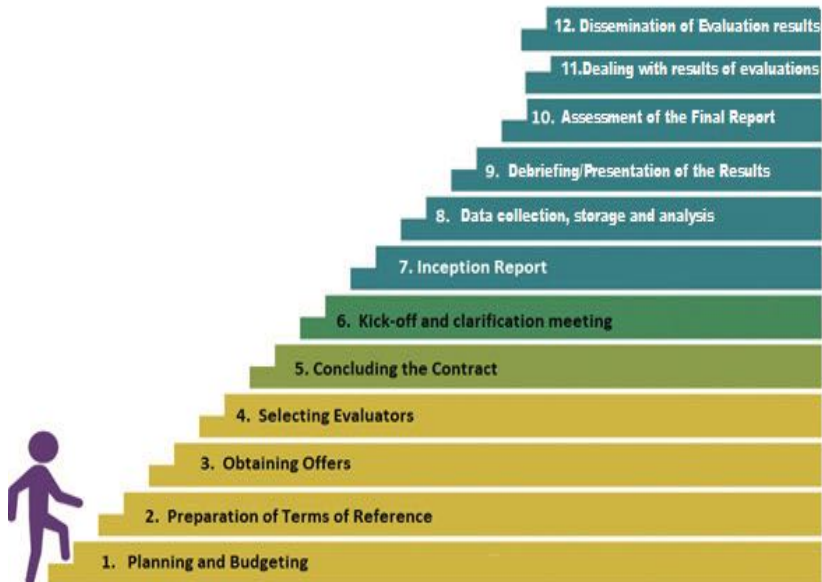 12. Dissemination of Evaluation results
11.Dealing with results of evaluations
10. Assessment of the Final Report
9. Debriefing/Presentation of the Results
8. Data collection, storage and analysis
7. Inception Report
6. Kick-off and clarification meeting
5. Concluding the Contract
4. Selecting Evaluators
3. Obtaining Offers
2. Preparation of Terms of Reference
1. Planning and Budgeting